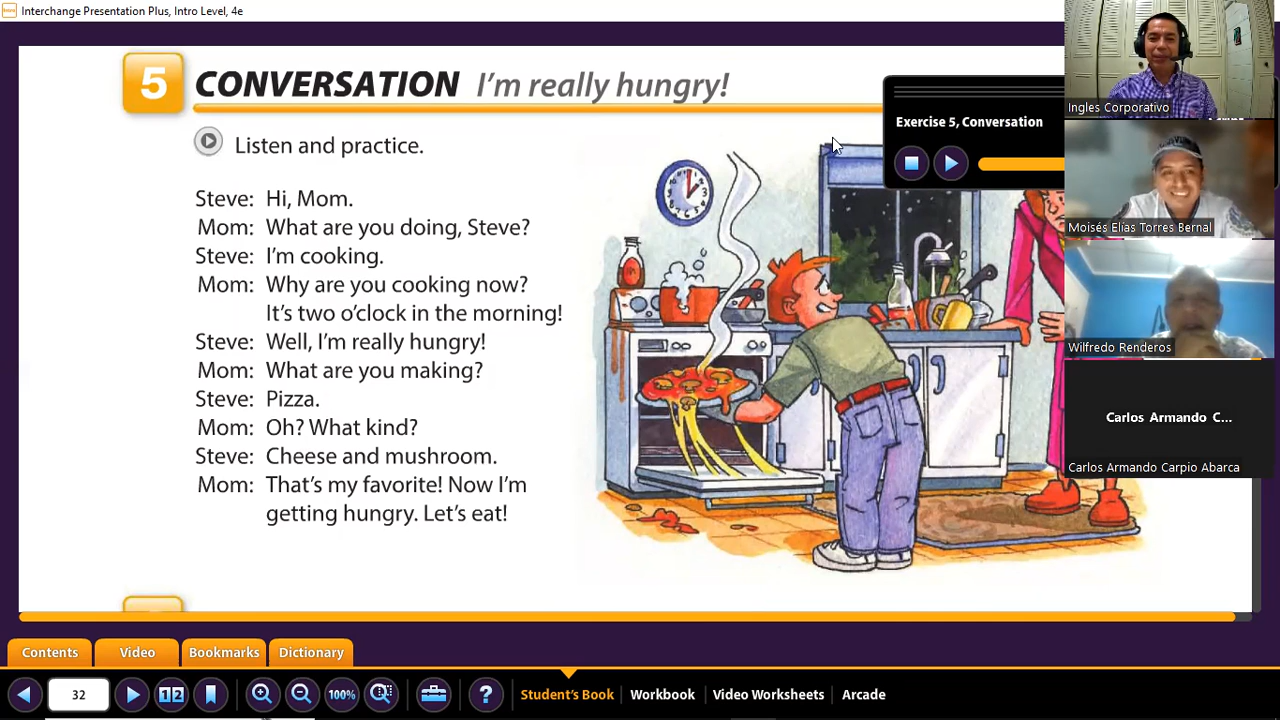 Interchange Presentation Plus, Intro Level, 4e
5 CONVERSATION I'm really hungry!
Listen and practice.
Steve: Hi, Mom.
Mom: What are you doing, Steve?
Steve: I'm cooking.
Mom: Why are you cooking now?
It's two o'clock in the morning!
Steve: Well, I'm really hungry!
Mom: What are you making?
Steve: Pizza.
Mom: Oh? What kind?
Steve: Cheese and mushroom.
Mom: That's my favorite! Now I'm
getting hungry. Let's eat!
Exercise 5, Conversation
Ingles Corporativo
Moisés Elias Torres Bernal
Wilfredo Renderos
Carlos Armando C...
Carlos Armando Carpio Abarca
Contents Video Bookmarks Dictionary
32 12 100% ? Student's Book Workbook Video Worksheets Arcade